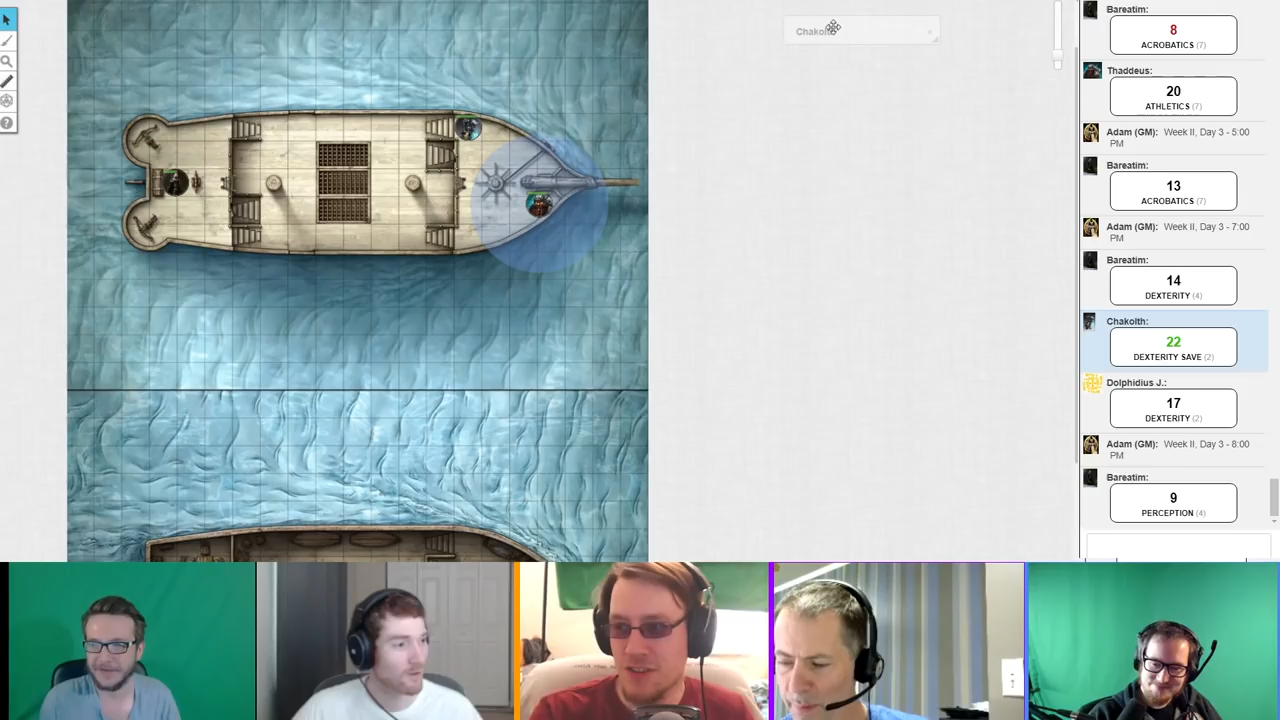 Chakolth
Bareatim:
8
ACROBATICS (7)
Thaddeus:
20
ATHLETICS (7)
Adam (GM): Week II, Day 3 - 5:00
PM
Bareatim:
13
ACROBATICS (7)
Adam (GM): Week II, Day 3 - 7:00
PM
Bareatim:
14
DEXTERITY (4)
Chakolth:
22
DEXTERITY SAVE (2)
Dolphidius J.:
17
DEXTERITY (2)
Adam (GM): Week II, Day 3 - 8:00
PM
Bareatim:
9
PERCEPTION (4)